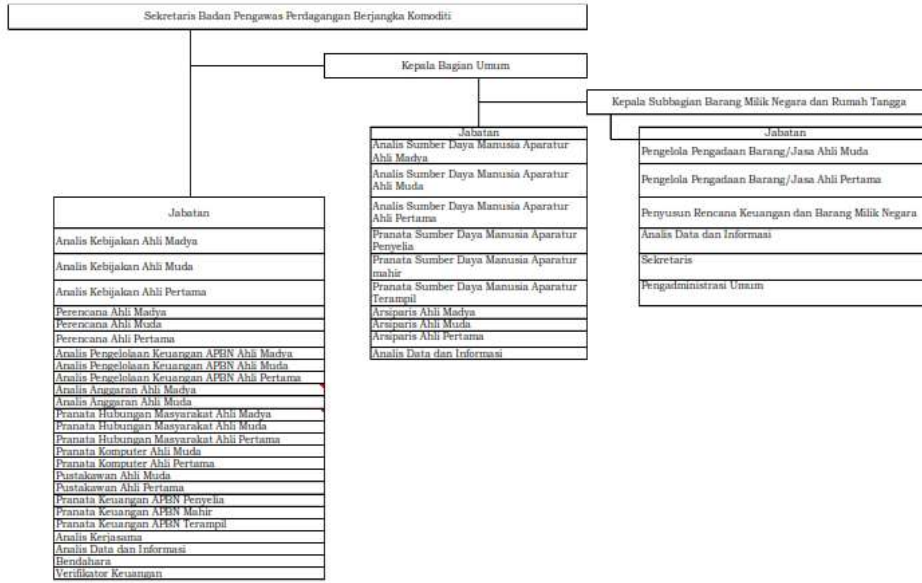 Sekretaris Badan Pengawas Perdagangan Berjangka Komoditi
Kepala Bagian Umum
Kepala Subbagian Barang Milik Negara dan Rumah Tangga
Jabatan
Analis Kebijakan Ahli Madya
Analis Kebijakan Ahli Muda
Analis Kebijakan Ahli Pertama
Perencana Ahli Madya
Perencana Ahli Muda
Perencana Ahli Pertama
Analis Pengelolaan Keuangan APBN Ahli Madya
Analis Pengelolaan Keuangan APBN Ahli Muda
Analis Pengelolaan Keuangan APBN Ahli Pertama
Analis Anggaran Ahli Madya
Analis Anggaran Ahli Muda
Pranata Hubungan Masyarakat Ahli Madya
Pranata Hubungan Masyarakat Ahli Muda
Pranata Hubungan Masyarakat Ahli Pertama
Pranata Komputer Ahli Muda
Pranata Komputer Ahli Pertama
Pustakawan Ahli Muda
Pustakawan Ahli Pertama
Pranata Keuangan APBN Penyelia
Pranata Keuangan APBN Mahir
Pranata Keuangan APBN Terampil
Analis Kerjasama
Analis Data dan Informasi
Bendahara
Verifikator Keuangan
Jabatan
Analis Sumber Daya Manusia Aparatur
Ahli Madya
Analis Sumber Daya Manusia Aparatur
Ahli Muda
Analis Sumber Daya Manusia Aparatur
Ahli Pertama
Pranata Sumber Daya Manusia Aparatur
Penyelia
Pranata Sumber Daya Manusia Aparatur
mahir
Pranata Sumber Daya Manusia Aparatur
Terampil
Arsiparis Ahli Madya
Arsiparis Ahli Muda
Arsiparis Ahli Pertama
Analis Data dan Informasi
Jabatan
Pengelola Pengadaan Barang/Jasa Ahli Muda
Pengelola Pengadaan Barang/Jasa Ahli Pertama
Penyusun Rencana Keuangan dan Barang Milik Negara
Analis Data dan Informasi
Sekretaris
Pengadministrasi Umum